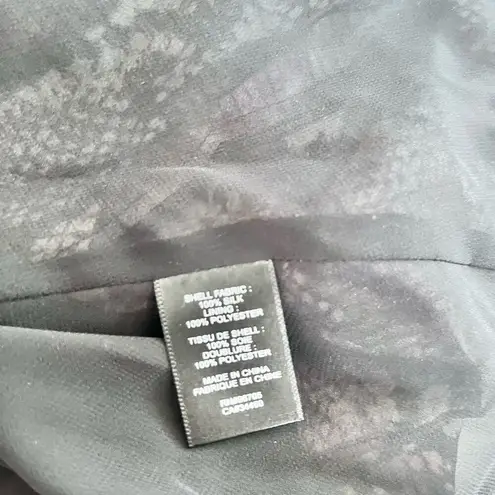 SHELL FABRIC :
100% SILK
LINING :
100% POLYESTER
TISSU DE SHELL :
100% SOIE
DOUBLURE :
100% POLYESTER
MADE IN CHINA
FABRIQUE EN CHINE